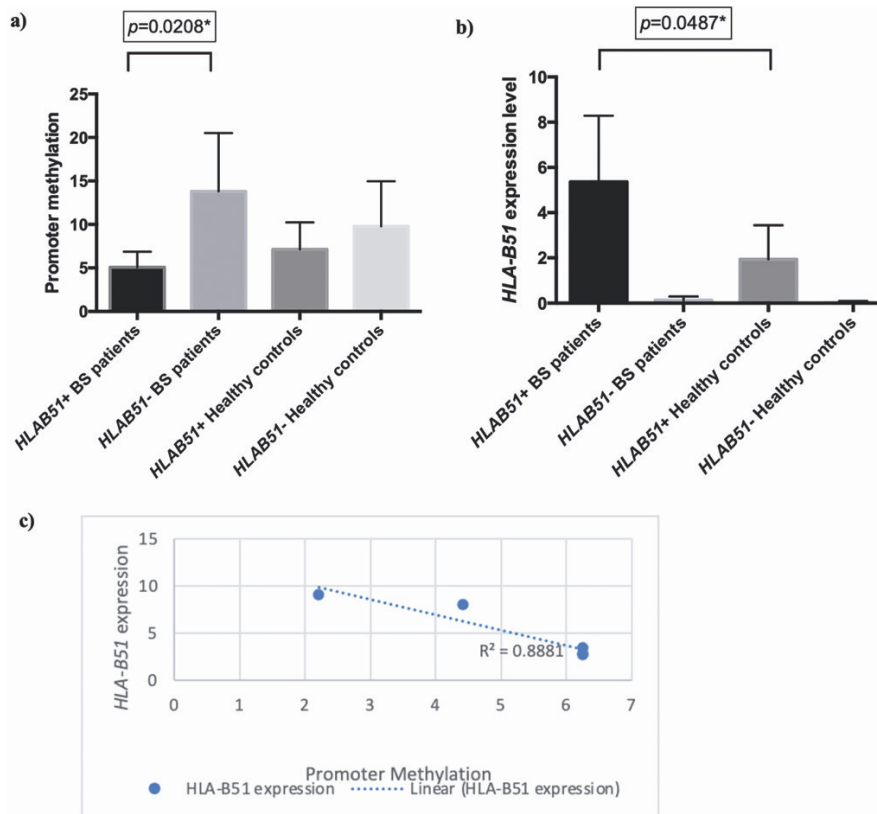 a)
p=0.0208*
Promoter methylation
25
20
15
10
5
0
HLAB51+ BS patients
HLAB51- BS patients
HLAB51+ Healthy controls
HLAB51- Healthy controls
b)
p=0.0487*
HLA-B51 expression level
10
8
6
4
2
0
HLAB51+ BS patients
HLAB51- BS patients
HLAB51+ Healthy controls
HLAB51- Healthy controls
c)
HLA-B51 expression
15
10
5
0
R² = 0.8881
0 1 2 3 4 5 6 7
Promoter Methylation
HLA-B51 expression Linear (HLA-B51 expression)